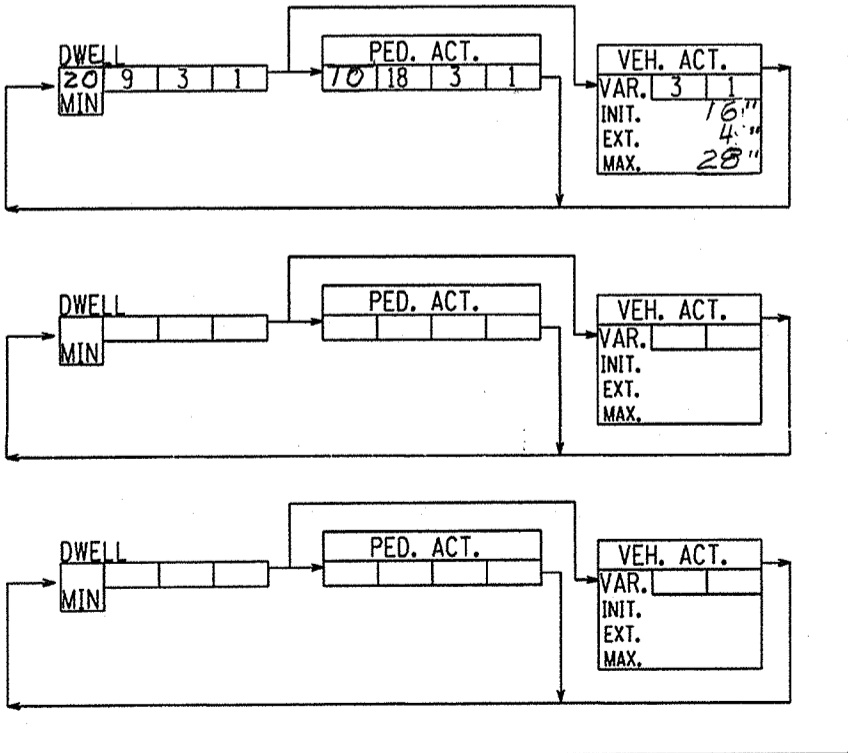 DWELL
20 9 3 1
MIN
PED. ACT.
10 18 3 1
VEH. ACT.
VAR. 3 1
INIT. 16"
EXT. 4"
MAX. 28"
DWELL
MIN
PED. ACT.
VEH. ACT.
VAR.
INIT.
EXT.
MAX.
DWELL
MIN
PED. ACT.
VEH. ACT.
VAR.
INIT.
EXT.
MAX.